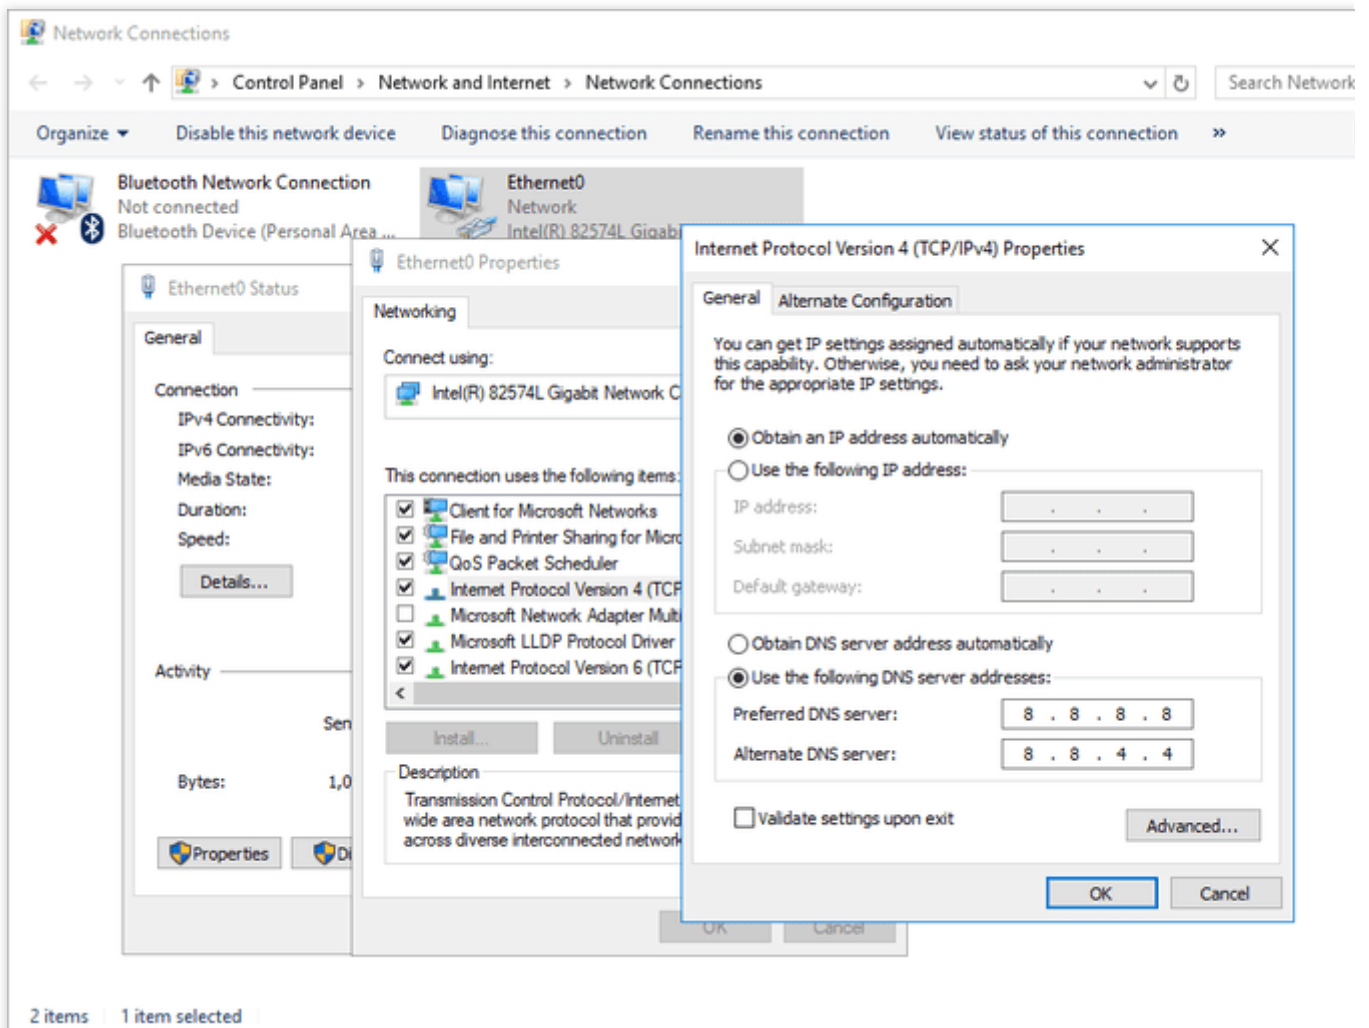 Network Connections
Control Panel > Network and Internet > Network Connections
Search Network
Organize
Disable this network device
Diagnose this connection
Rename this connection
View status of this connection
»
Bluetooth Network Connection
Not connected
Bluetooth Device (Personal Area ...
Ethernet0
Network
Intel(R) 82574L Gigab
Ethernet0 Status
General
Connection
IPv4 Connectivity:
IPv6 Connectivity:
Media State:
Duration:
Speed:
Details...
Activity
Sen
Bytes:
1,0
Properties
Di
Ethernet0 Properties
Networking
Connect using:
Intel(R) 82574L Gigabit Network C
This connection uses the following items:
Client for Microsoft Networks
File and Printer Sharing for Micro
QoS Packet Scheduler
Internet Protocol Version 4 (TCP
Microsoft Network Adapter Multi
Microsoft LLDP Protocol Driver
Internet Protocol Version 6 (TCP
Install...
Uninstall
Description
Transmission Control Protocol/Internet
wide area network protocol that provid
across diverse interconnected network
OK
Cancel
Internet Protocol Version 4 (TCP/IPv4) Properties
General
Alternate Configuration
You can get IP settings assigned automatically if your network supports
this capability. Otherwise, you need to ask your network administrator
for the appropriate IP settings.
Obtain an IP address automatically
Use the following IP address:
IP address:
. . .
Subnet mask:
. . .
Default gateway:
. . .
Obtain DNS server address automatically
Use the following DNS server addresses:
Preferred DNS server:
8 . 8 . 8 . 8
Alternate DNS server:
8 . 8 . 4 . 4
Validate settings upon exit
Advanced...
OK
Cancel
2 items
1 item selected